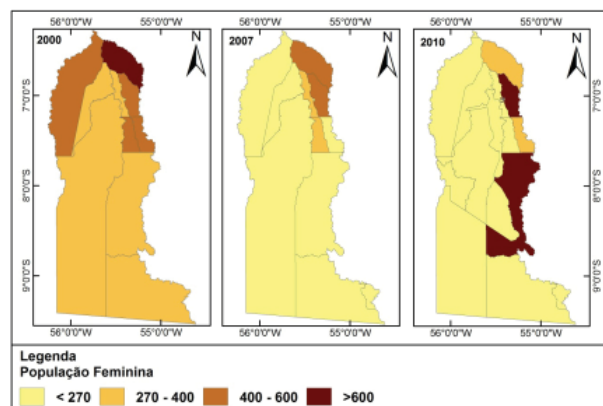 56°0'0"W 55°0'0"W 56°0'0"W 55°0'0"W 56°0'0"W 55°0'0"W
2000 N 2007 N 2010 N
7°0'0"S 7°0'0"S
8°0'0"S 8°0'0"S
9°0'0"S 9°0'0"S
56°0'0"W 55°0'0"W 56°0'0"W 55°0'0"W 56°0'0"W 55°0'0"W
Legenda
População Feminina
< 270 270 - 400 400 - 600 >600